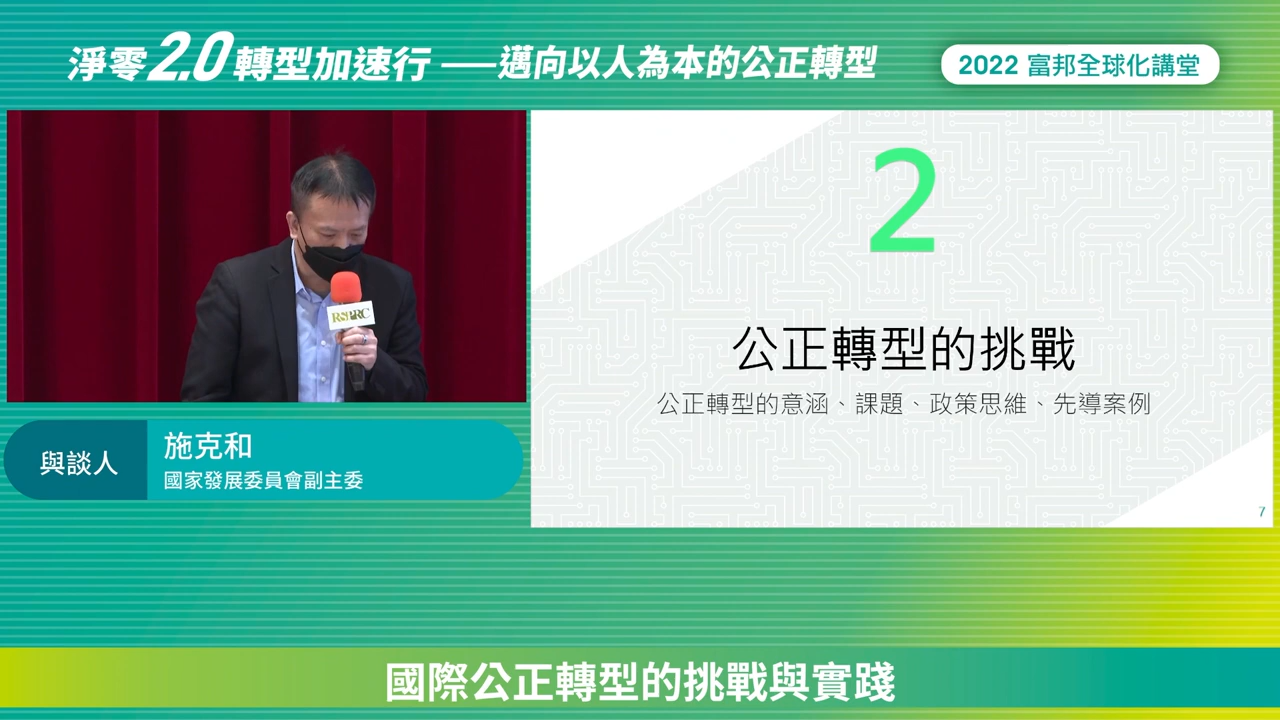 淨零2.0轉型加速行——邁向以人為本的公正轉型
2022 富邦全球化講堂
RSPRC
2
公正轉型的挑戰
公正轉型的意涵、課題、政策思維、先導案例
7
與談人
施克和
國家發展委員會副主委
國際公正轉型的挑戰與實踐